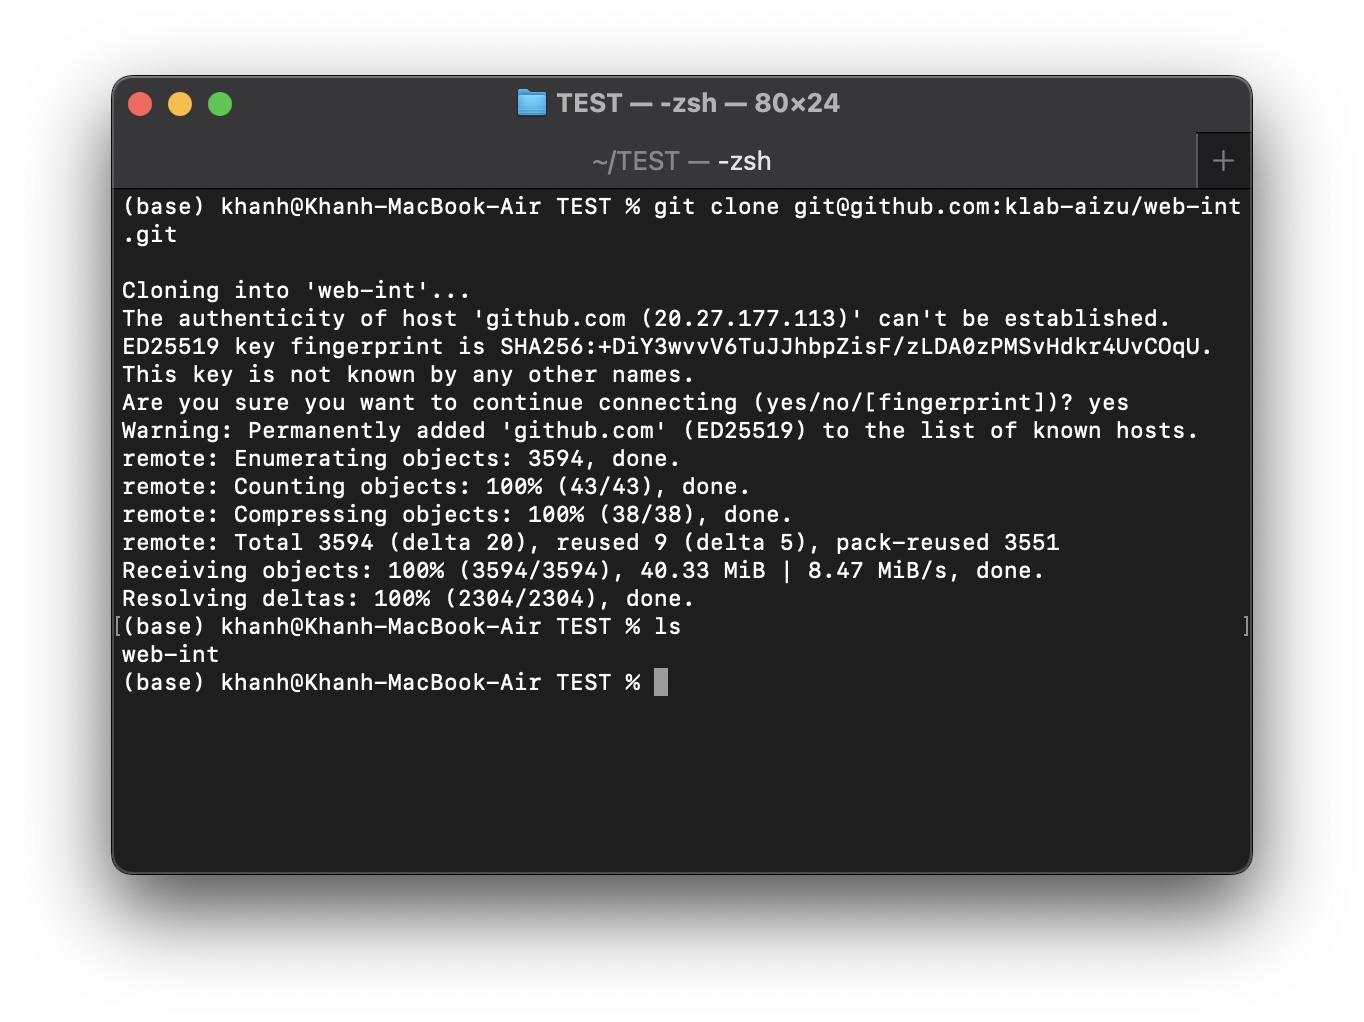 TEST — -zsh — 80×24
~/TEST — -zsh
(base) khanh@Khanh-MacBook-Air TEST % git clone git@github.com:klab-aizu/web-int
.git
Cloning into 'web-int'...
The authenticity of host 'github.com (20.27.177.113)' can't be established.
ED25519 key fingerprint is SHA256:+DiY3wvvV6TuJJhbpZisF/zLDA0zPMSvHdkr4UvCOqU.
This key is not known by any other names.
Are you sure you want to continue connecting (yes/no/[fingerprint])? yes
Warning: Permanently added 'github.com' (ED25519) to the list of known hosts.
remote: Enumerating objects: 3594, done.
remote: Counting objects: 100% (43/43), done.
remote: Compressing objects: 100% (38/38), done.
remote: Total 3594 (delta 20), reused 9 (delta 5), pack-reused 3551
Receiving objects: 100% (3594/3594), 40.33 MiB | 8.47 MiB/s, done.
Resolving deltas: 100% (2304/2304), done.
[(base) khanh@Khanh-MacBook-Air TEST % ls ]
web-int
(base) khanh@Khanh-MacBook-Air TEST %